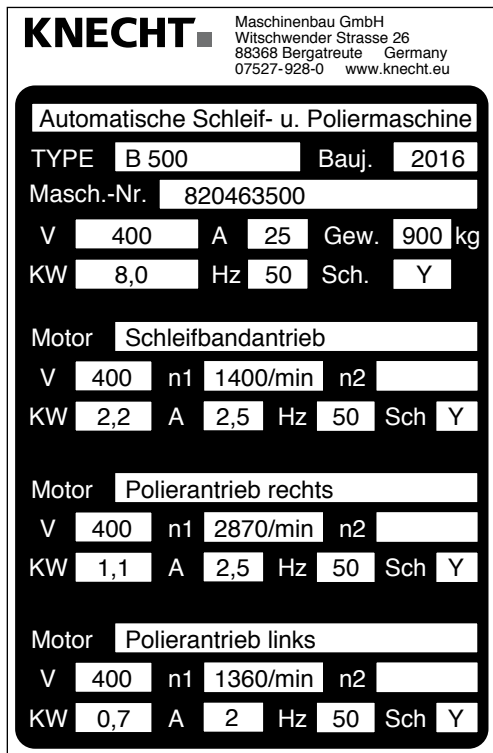 KNECHT
Maschinenbau GmbH
Witschwender Strasse 26
88368 Bergatreute Germany
07527-928-0 www.knecht.eu
Automatische Schleif- u. Poliermaschine
TYPE B 500 Bauj. 2016
Masch.-Nr. 820463500
V 400 A 25 Gew. 900 kg
KW 8,0 Hz 50 Sch. Y
Motor Schleifbandantrieb
V 400 n1 1400/min n2
KW 2,2 A 2,5 Hz 50 Sch Y
Motor Polierantrieb rechts
V 400 n1 2870/min n2
KW 1,1 A 2,5 Hz 50 Sch Y
Motor Polierantrieb links
V 400 n1 1360/min n2
KW 0,7 A 2 Hz 50 Sch Y